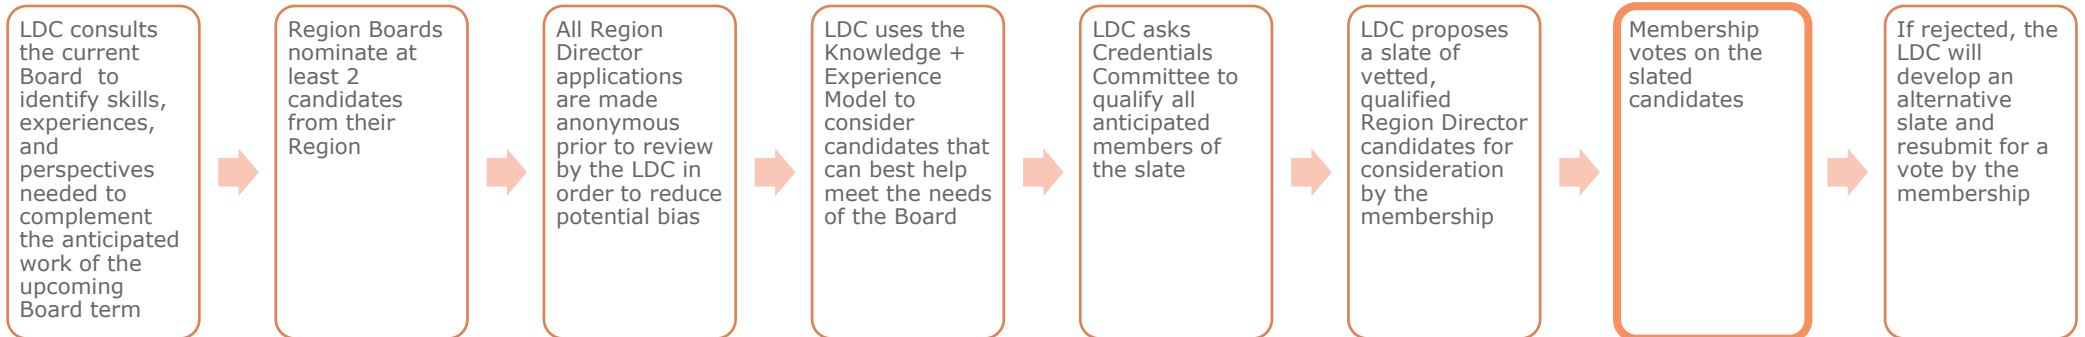 LDC consults
the current
Board to
identify skills,
experiences,
and
perspectives
needed to
complement
the anticipated
work of the
upcoming
Board term
Region Boards
nominate at
least 2
candidates
from their
Region
All Region
Director
applications
are made
anonymous
prior to review
by the LDC in
order to reduce
potential bias
LDC uses the
Knowledge +
Experience
Model to
consider
candidates that
can best help
meet the needs
of the Board
LDC asks
Credentials
Committee to
qualify all
anticipated
members of
the slate
LDC proposes
a slate of
vetted,
qualified
Region Director
candidates for
consideration
by the
membership
Membership
votes on the
slated
candidates
If rejected, the
LDC will
develop an
alternative
slate and
resubmit for a
vote by the
membership